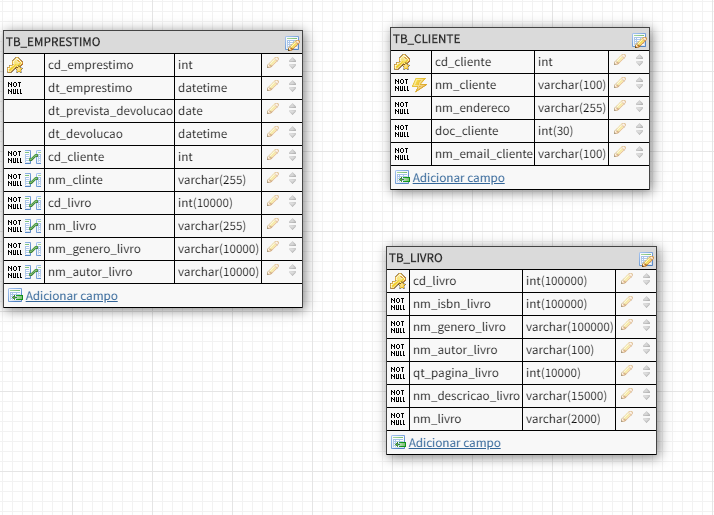 TB_EMPRESTIMO
cd_emprestimo int
NOT NULL dt_emprestimo datetime
dt_prevista_devolucao date
dt_devolucao datetime
NOT NULL cd_cliente int
NOT NULL nm_clinte varchar(255)
NOT NULL cd_livro int(10000)
NOT NULL nm_livro varchar(255)
NOT NULL nm_genero_livro varchar(10000)
NOT NULL nm_autor_livro varchar(10000)
Adicionar campo
TB_CLIENTE
cd_cliente int
NOT NULL nm_cliente varchar(100)
NOT NULL nm_endereco varchar(255)
NOT NULL doc_cliente int(30)
NOT NULL nm_email_cliente varchar(100)
Adicionar campo
TB_LIVRO
cd_livro int(100000)
NOT NULL nm_isbn_livro int(100000)
NOT NULL nm_genero_livro varchar(100000)
NOT NULL nm_autor_livro varchar(100)
NOT NULL qt_pagina_livro int(10000)
NOT NULL nm_descricao_livro varchar(15000)
NOT NULL nm_livro varchar(2000)
Adicionar campo